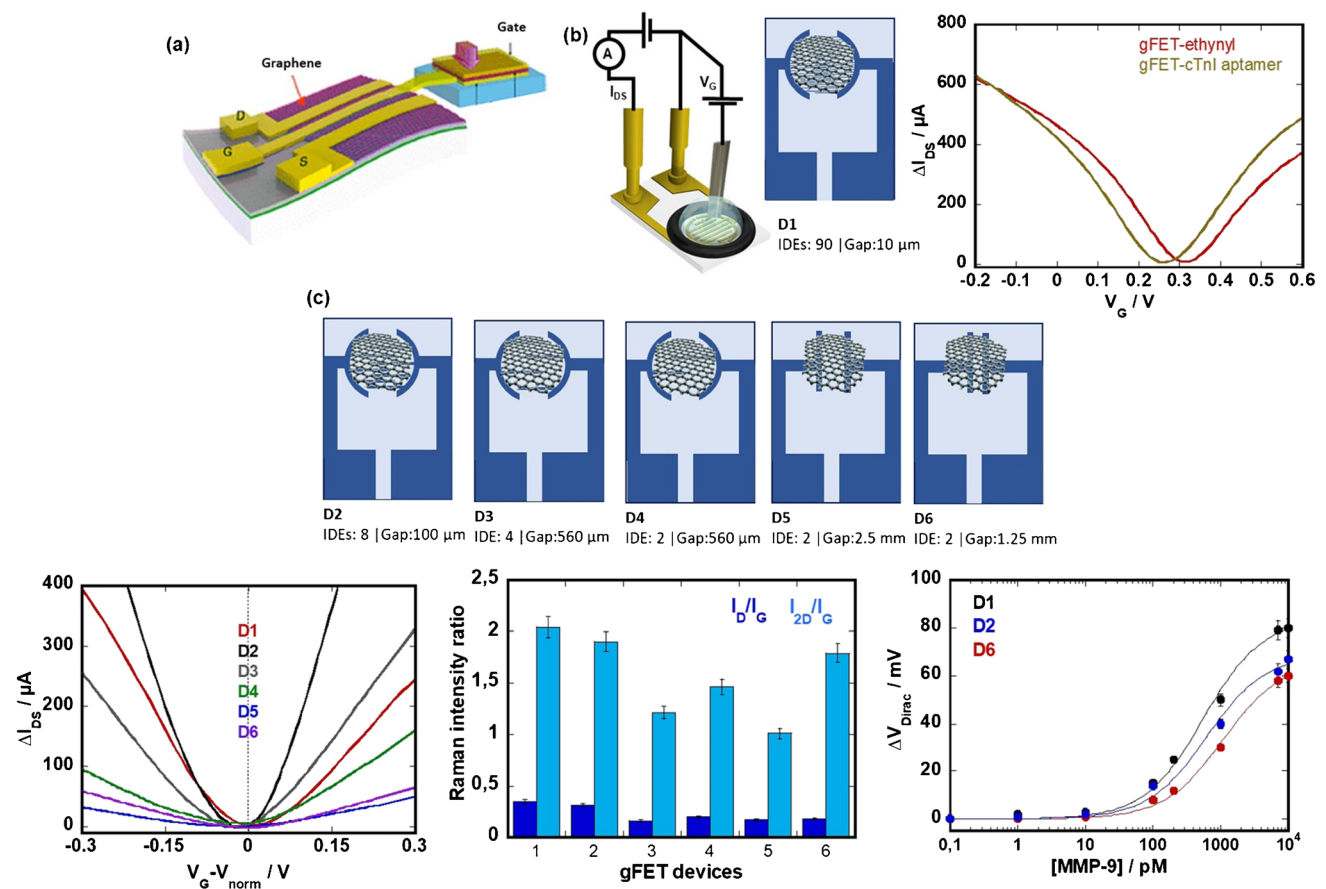 (a)
Graphene
Gate
D
G
S
(b)
A
I_DS
V_G
D1
IDEs: 90 |Gap:10 µm
800
600
400
200
0
ΔI_DS / µA
gFET-ethynyl
gFET-cTnI aptamer
-0.2 -0.1 0 0.1 0.2 0.3 0.4 0.5 0.6
V_G / V
(c)
D2
IDEs: 8 |Gap:100 µm
D3
IDE: 4 |Gap:560 µm
D4
IDE: 2 |Gap:560 µm
D5
IDE: 2 |Gap:2.5 mm
D6
IDE: 2 |Gap:1.25 mm
400
300
200
100
0
ΔI_DS / µA
D1
D2
D3
D4
D5
D6
-0.3 -0.15 0 0.15 0.3
V_G-V_norm / V
2,5
2
1,5
1
0,5
0
Raman intensity ratio
I_D/I_G I_2D/I_G
1 2 3 4 5 6
gFET devices
100
80
60
40
20
0
ΔV_Dirac / mV
D1
D2
D6
0,1 1 10 100 1000 10^4
[MMP-9] / pM